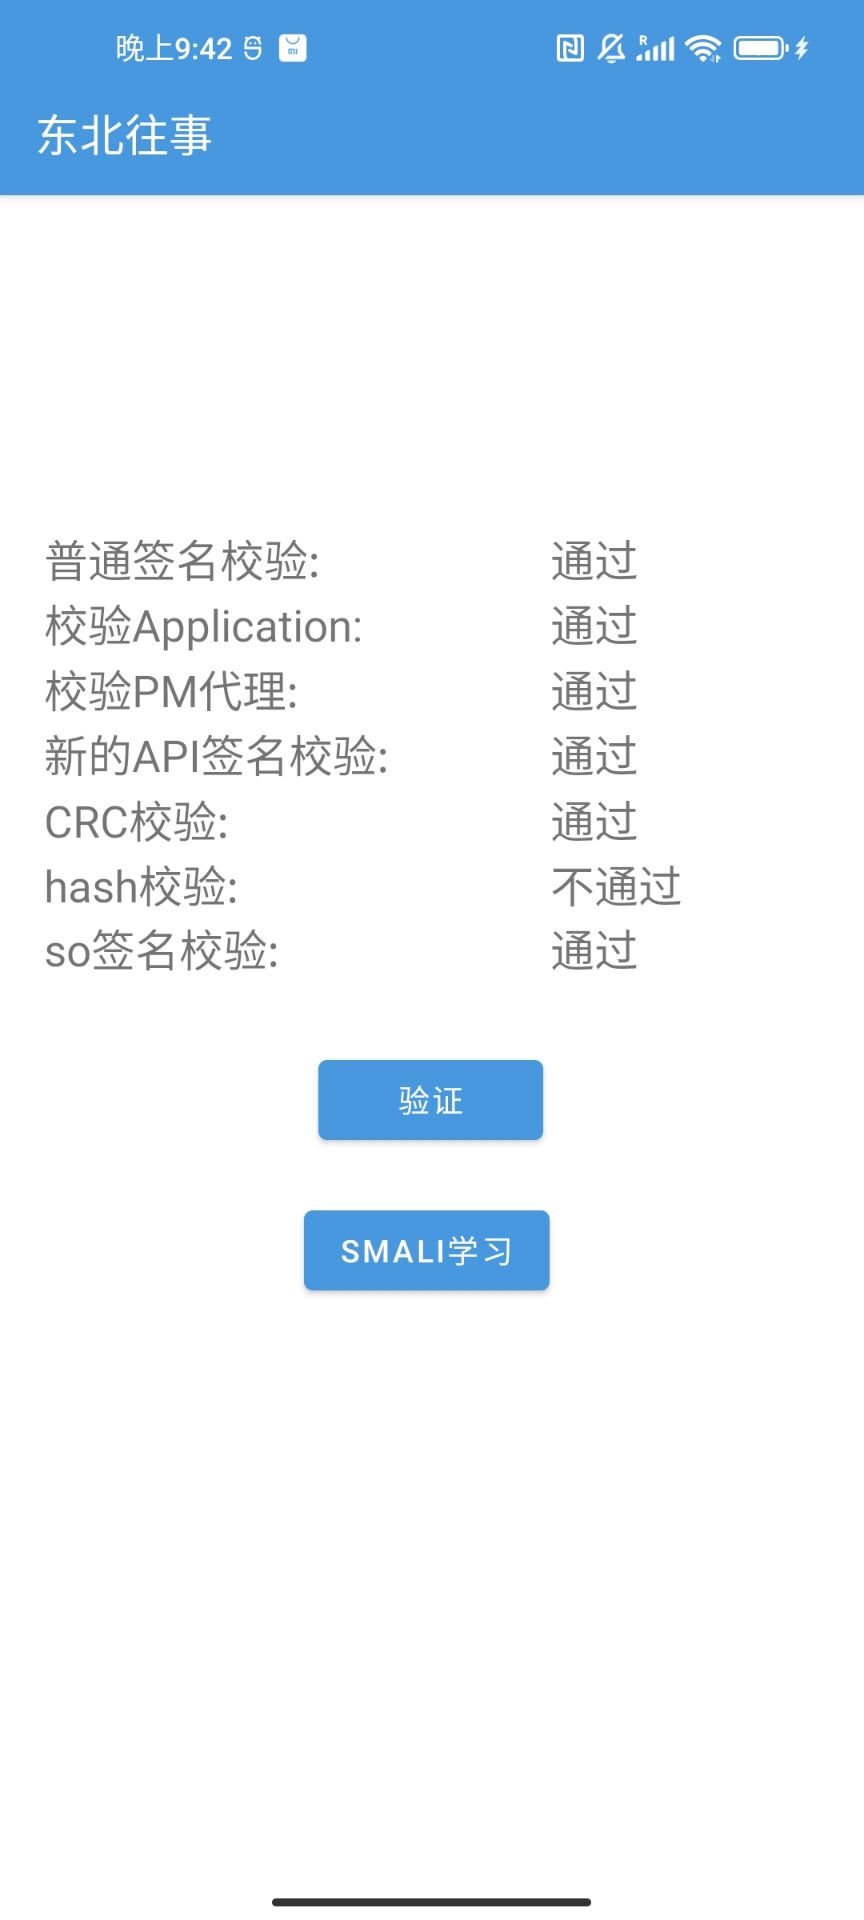 晚上9:42
东北往事
普通签名校验: 通过
校验Application: 通过
校验PM代理: 通过
新的API签名校验: 通过
CRC校验: 通过
hash校验: 不通过
so签名校验: 通过
验证
SMALI学习